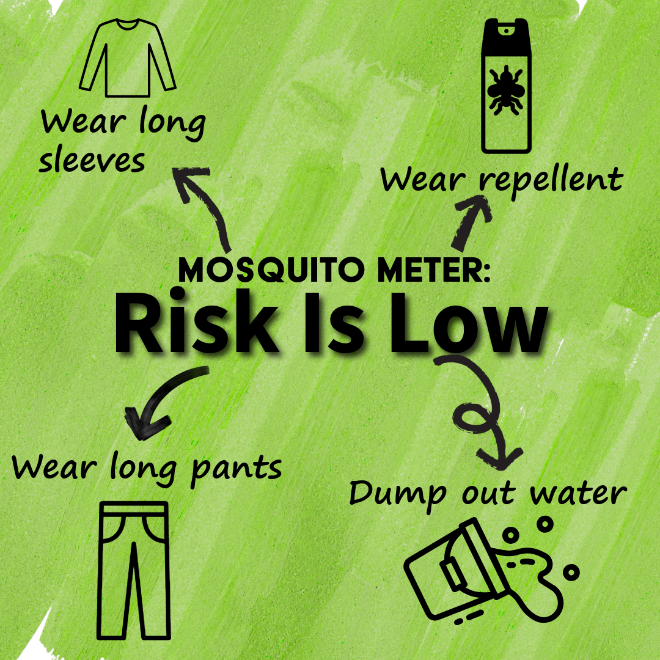 Wear long
sleeves
Wear repellent
MOSQUITO METER:
Risk Is Low
Wear long pants
Dump out water